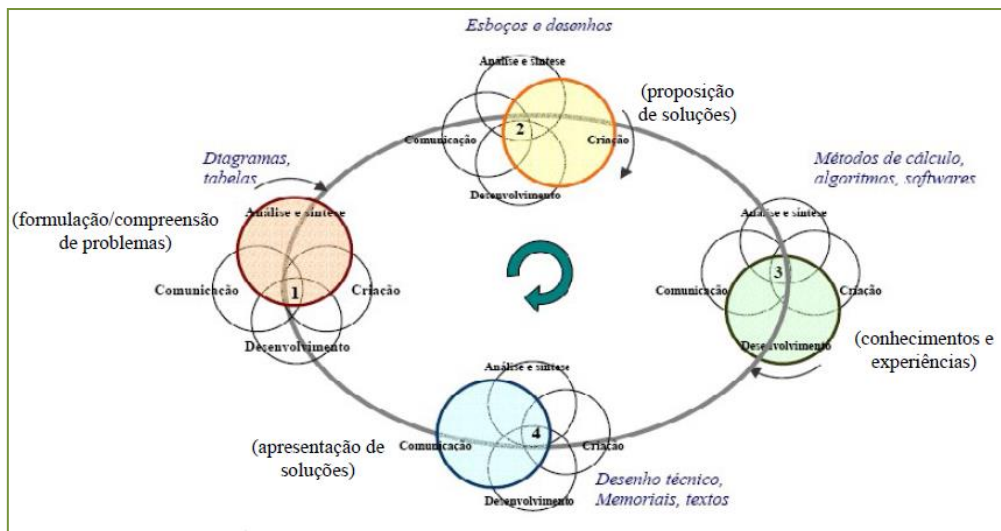 Esboços e desenhos
Análise e síntese
2
Comunicação
Criação
Desenvolvimento
(proposição
de soluções)
Dtagramas,
tabelas
(formulação/compreensão
de problemas)
Análise e síntese
Comunicação
1
Criação
Desenvolvimento
Métodos de cálculo,
algoritmos, softwares
Análise e síntese
3
Comunicação
Criação
Desenvolvimento
(conhecimentos e
experiências)
Análise e síntese
Comunicação
4
Criação
Desenvolvimento
(apresentação de
soluções)
Desenho técnico,
Memoriais, textos